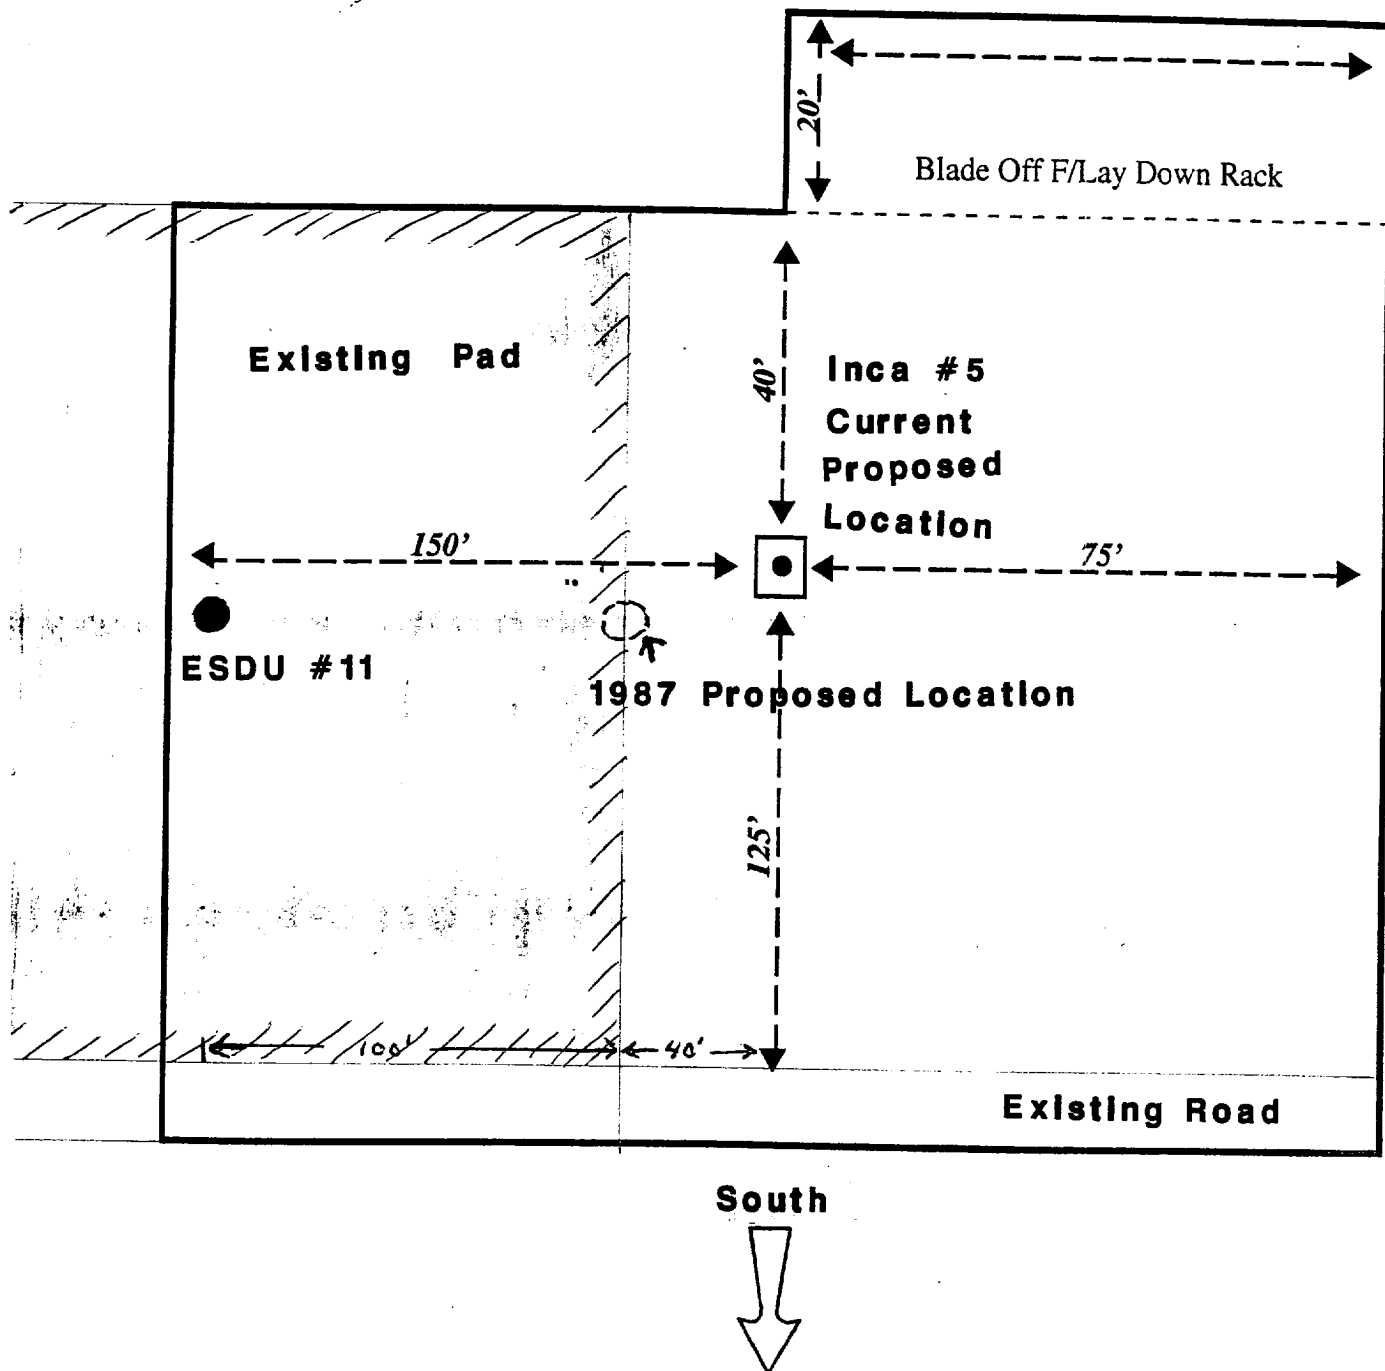 20'
Blade Off F/Lay Down Rack
Existing Pad
40'
Inca #5
Current
Proposed
Location
150'
75'
ESDU #11
1987 Proposed Location
125'
100'
40'
Existing Road
South